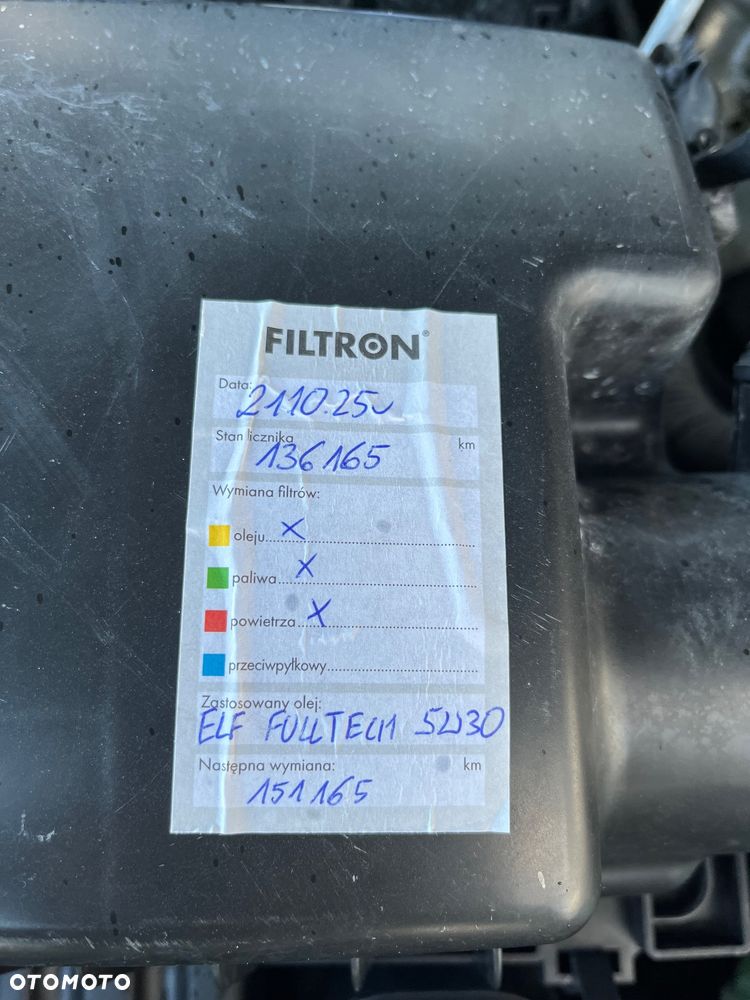 FILTRON®
Data:
21.10.25r
Stan licznika
136165 km
Wymiana filtrów:
oleju.... X
paliwa.... X
powietrza.... X
przeciwpyłkowy....
Zastosowany olej:
ELF FULLTECH 5W30
Następna wymiana: km
151165
OTOMOTO